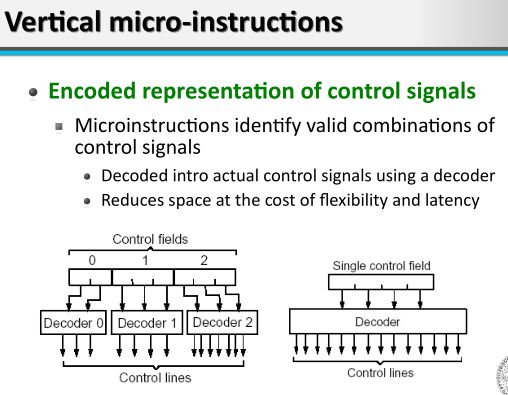 Vertical micro-instructions
Encoded representation of control signals
Microinstructions identify valid combinations of
control signals
Decoded intro actual control signals using a decoder
Reduces space at the cost of flexibility and latency
Control fields
0 1 2
Decoder 0 Decoder 1 Decoder 2
Control lines
Single control field
Decoder
Control lines